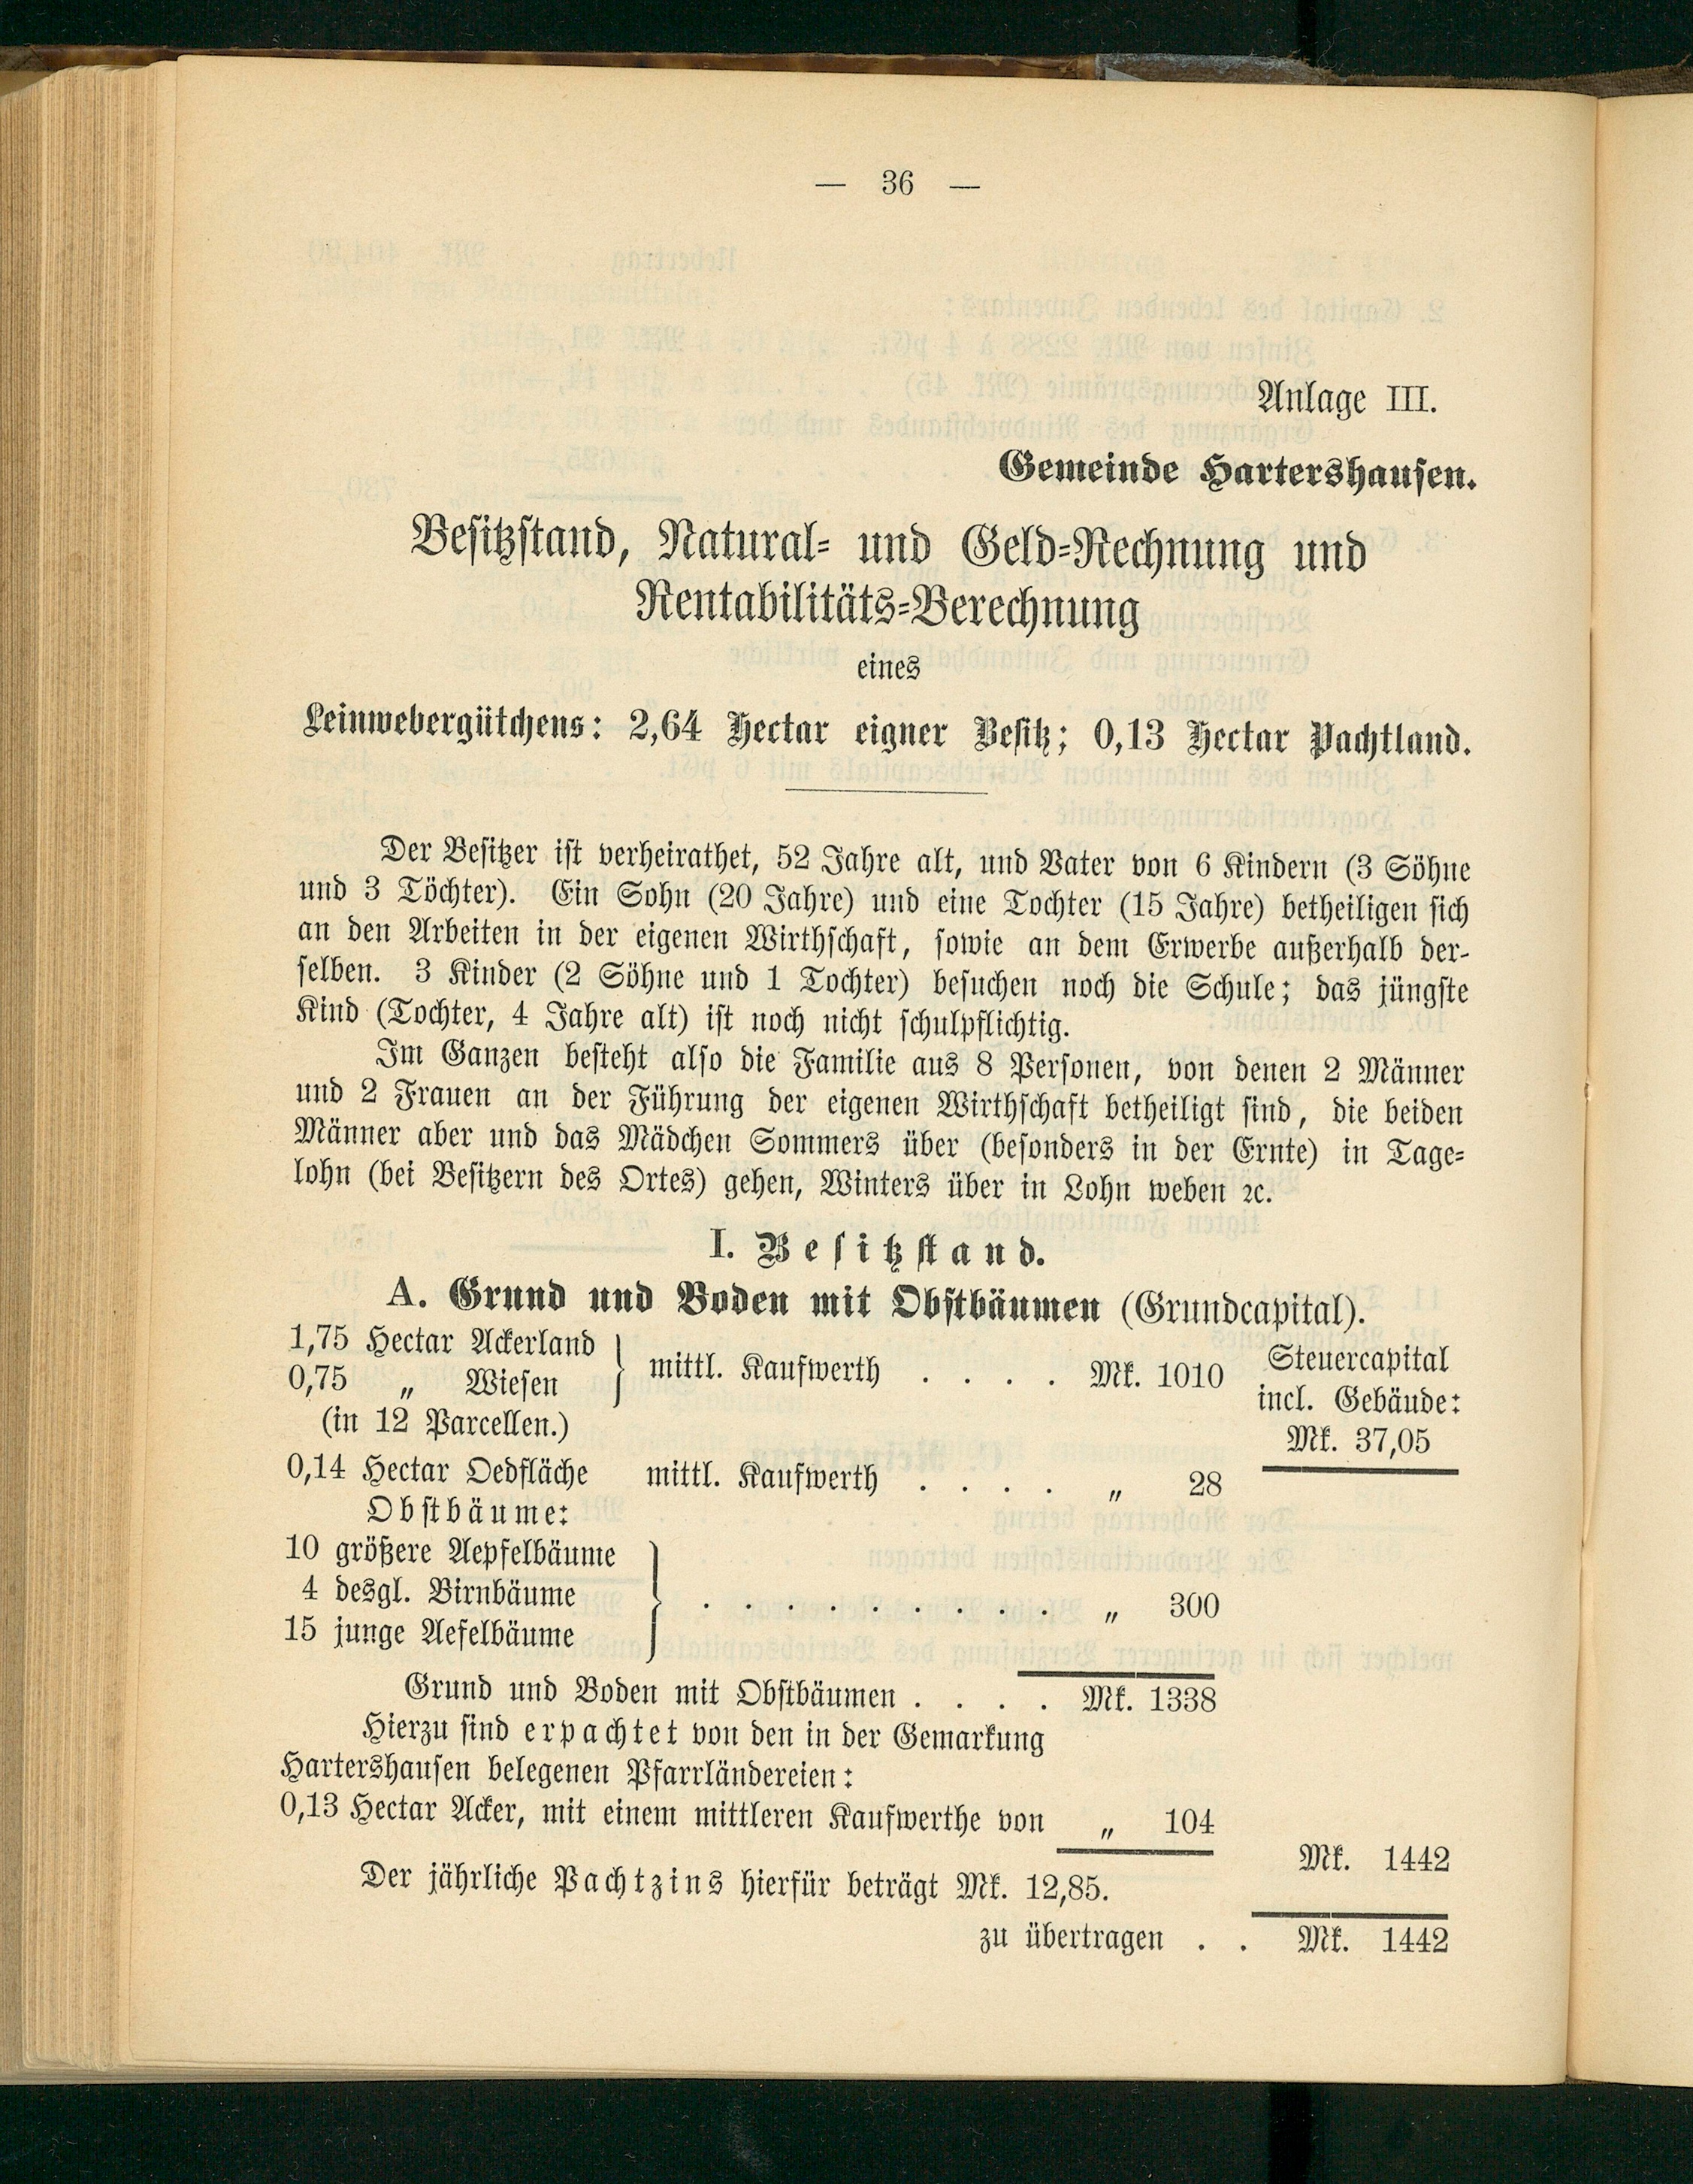 — 36 —
Anlage III.
Gemeinde Hartershausen.
Besitzstand, Natural- und Geld-Rechnung und
Rentabilitäts-Berechnung
eines
Leinwebergütchens: 2,64 Hectar eigner Besitz; 0,13 Hectar Pachtland.
Der Besitzer ist verheirathet, 52 Jahre alt, und Vater von 6 Kindern (3 Söhne
und 3 Töchter). Ein Sohn (20 Jahre) und eine Tochter (15 Jahre) betheiligen sich
an den Arbeiten in der eigenen Wirthschaft, sowie an dem Erwerbe außerhalb der-
selben. 3 Kinder (2 Söhne und 1 Tochter) besuchen noch die Schule; das jüngste
Kind (Tochter, 4 Jahre alt) ist noch nicht schulpflichtig.
Im Ganzen besteht also die Familie aus 8 Personen, von denen 2 Männer
und 2 Frauen an der Führung der eigenen Wirthschaft betheiligt sind, die beiden
Männer aber und das Mädchen Sommers über (besonders in der Ernte) in Tage-
lohn (bei Besitzern des Ortes) gehen, Winters über in Lohn weben ꝛc.
I. Besitzstand.
A. Grund und Boden mit Obstbäumen (Grundcapital).
1,75 Hectar Ackerland
0,75 „ Wiesen } mittl. Kaufwerth . . . . Mk. 1010
(in 12 Parcellen.)
Steuercapital
incl. Gebäude:
Mk. 37,05
0,14 Hectar Oedfläche mittl. Kaufwerth . . . . „ 28
Obstbäume:
10 größere Aepfelbäume
4 desgl. Birnbäume } . . . . . . . . . „ 300
15 junge Aefelbäume
Grund und Boden mit Obstbäumen . . . . Mk. 1338
Hierzu sind erpachtet von den in der Gemarkung
Hartershausen belegenen Pfarrländereien:
0,13 Hectar Acker, mit einem mittleren Kaufwerthe von „ 104
Mk. 1442
Der jährliche Pachtzins hierfür beträgt Mk. 12,85.
zu übertragen . . Mk. 1442